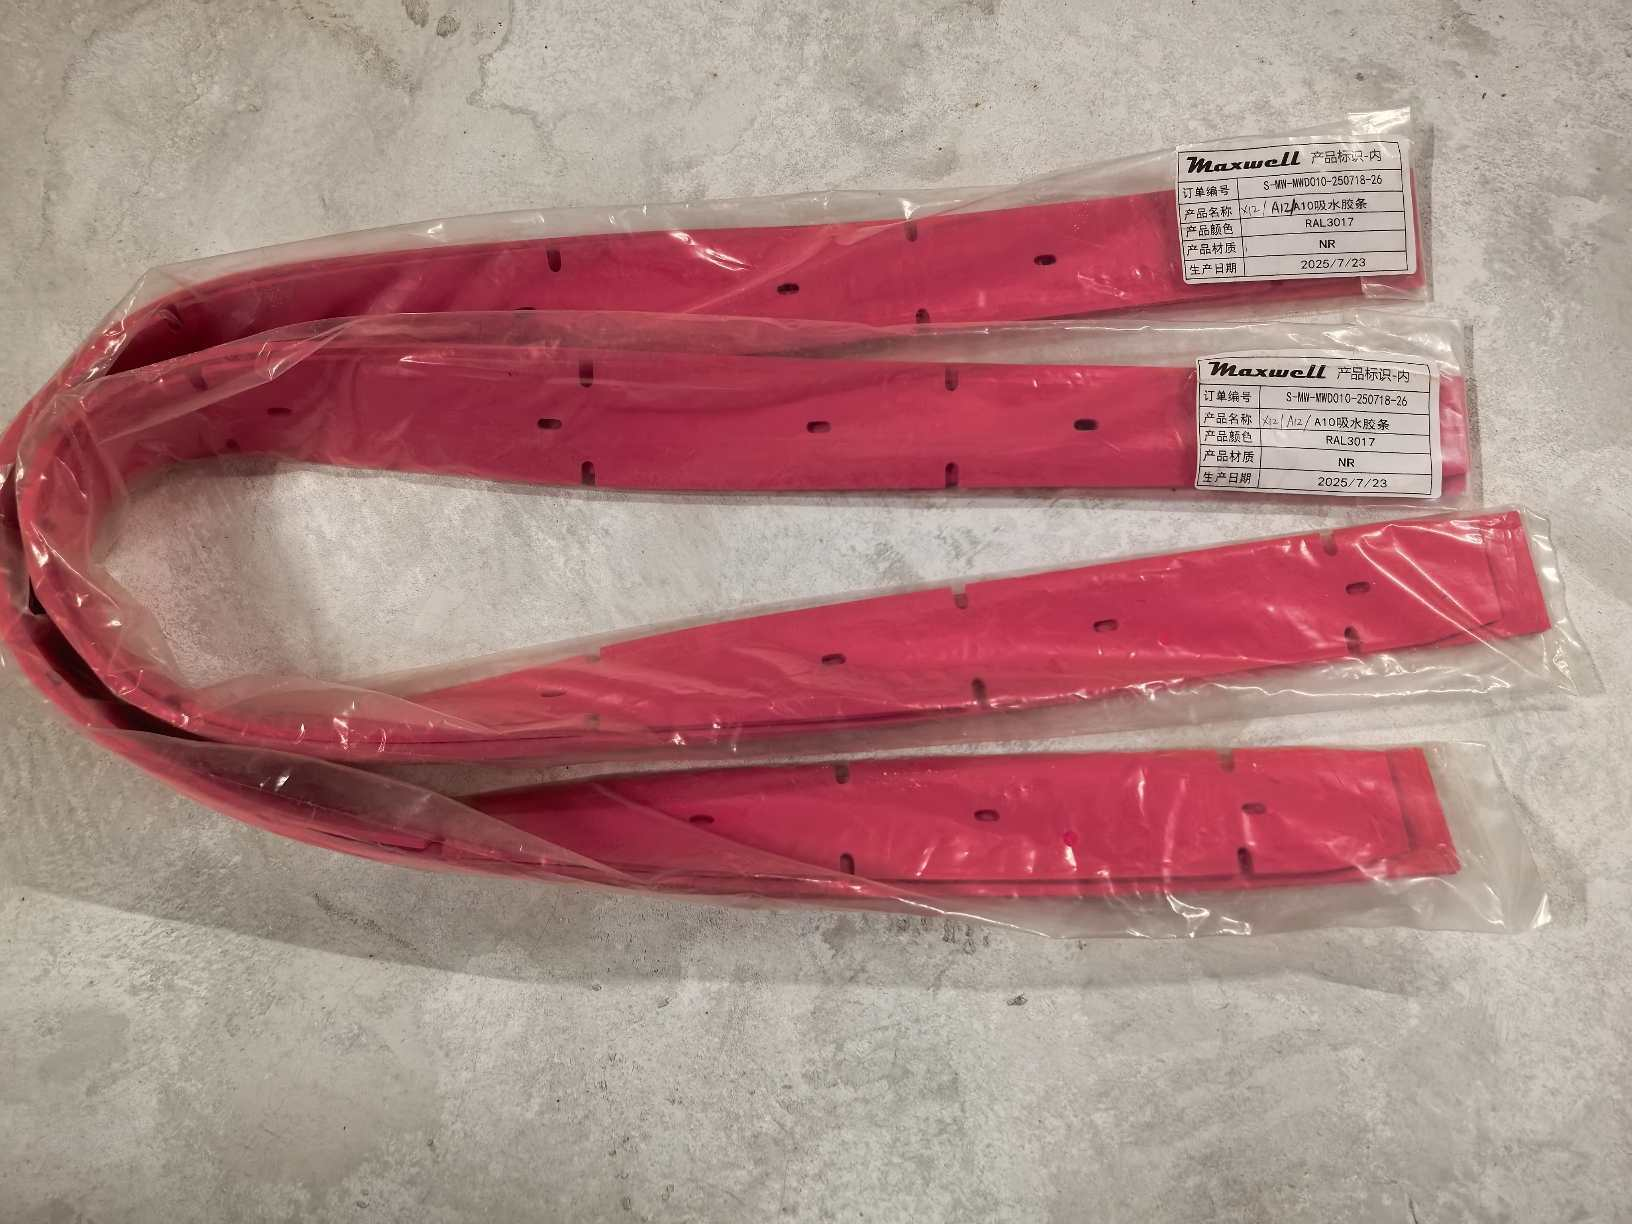 Maxwell 产品标识-内
订单编号 S-MW-MWD010-250718-26
产品名称 X12/A12/A10吸水胶条
产品颜色 RAL3017
产品材质 NR
生产日期 2025/7/23
Maxwell 产品标识-内
订单编号 S-MW-MWD010-250718-26
产品名称 X12/A12/A10吸水胶条
产品颜色 RAL3017
产品材质 NR
生产日期 2025/7/23